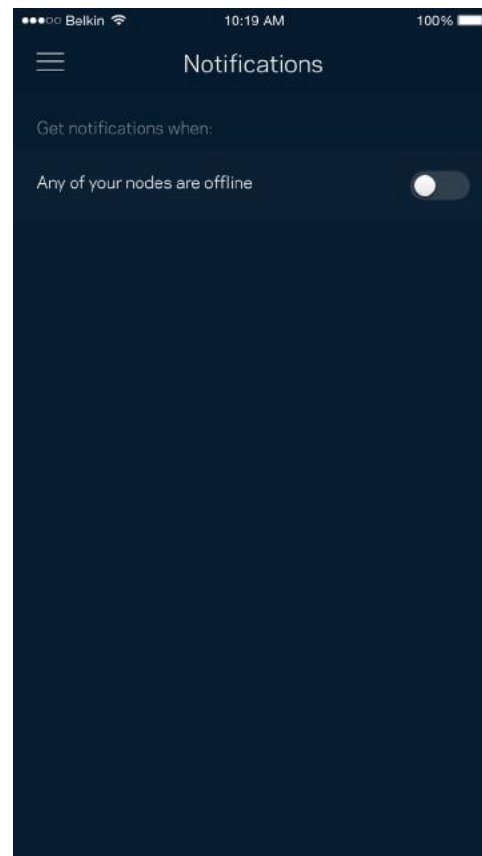 Belkin 10:19 AM 100%
Notifications
Get notifications when:
Any of your nodes are offline